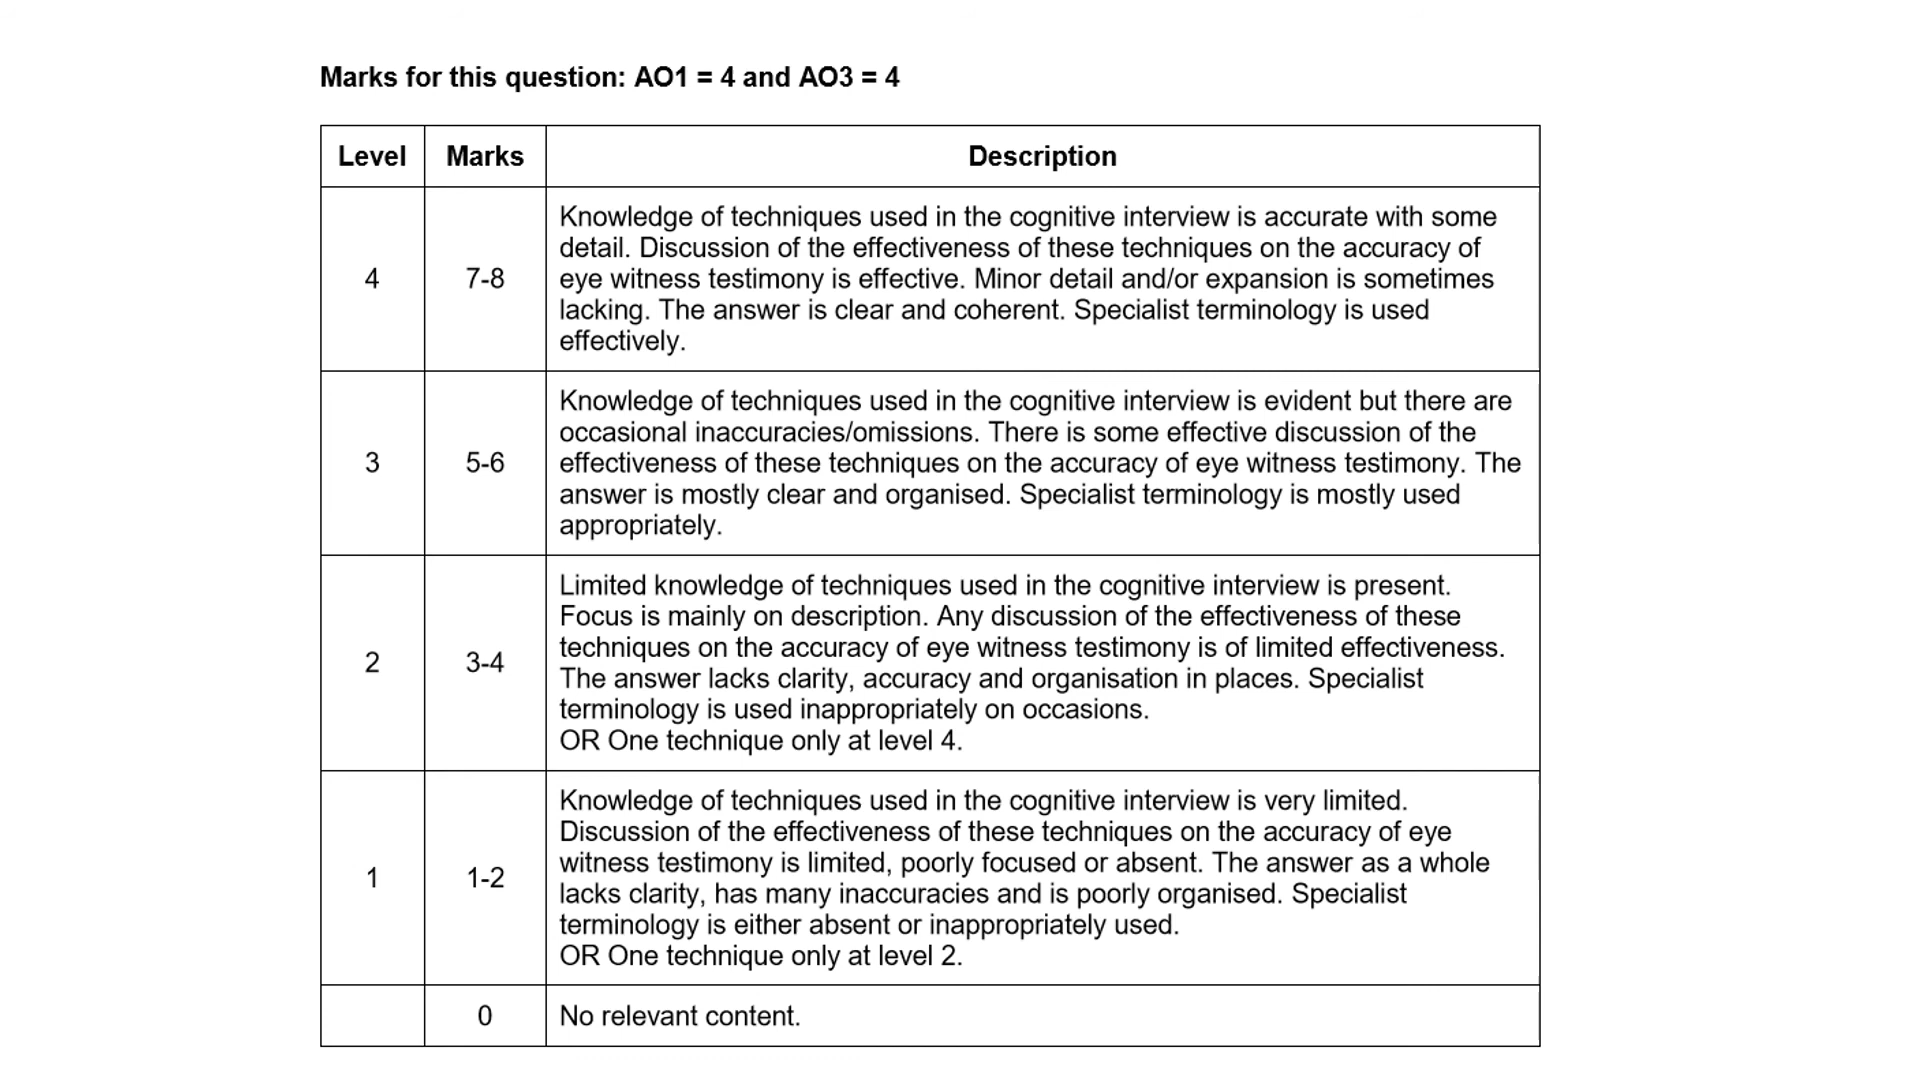 Marks for this question: AO1 = 4 and AO3 = 4
Level Marks Description
4 7-8 Knowledge of techniques used in the cognitive interview is accurate with some
detail. Discussion of the effectiveness of these techniques on the accuracy of
eye witness testimony is effective. Minor detail and/or expansion is sometimes
lacking. The answer is clear and coherent. Specialist terminology is used
effectively.
3 5-6 Knowledge of techniques used in the cognitive interview is evident but there are
occasional inaccuracies/omissions. There is some effective discussion of the
effectiveness of these techniques on the accuracy of eye witness testimony. The
answer is mostly clear and organised. Specialist terminology is mostly used
appropriately.
2 3-4 Limited knowledge of techniques used in the cognitive interview is present.
Focus is mainly on description. Any discussion of the effectiveness of these
techniques on the accuracy of eye witness testimony is of limited effectiveness.
The answer lacks clarity, accuracy and organisation in places. Specialist
terminology is used inappropriately on occasions.
OR One technique only at level 4.
1 1-2 Knowledge of techniques used in the cognitive interview is very limited.
Discussion of the effectiveness of these techniques on the accuracy of eye
witness testimony is limited, poorly focused or absent. The answer as a whole
lacks clarity, has many inaccuracies and is poorly organised. Specialist
terminology is either absent or inappropriately used.
OR One technique only at level 2.
0 No relevant content.